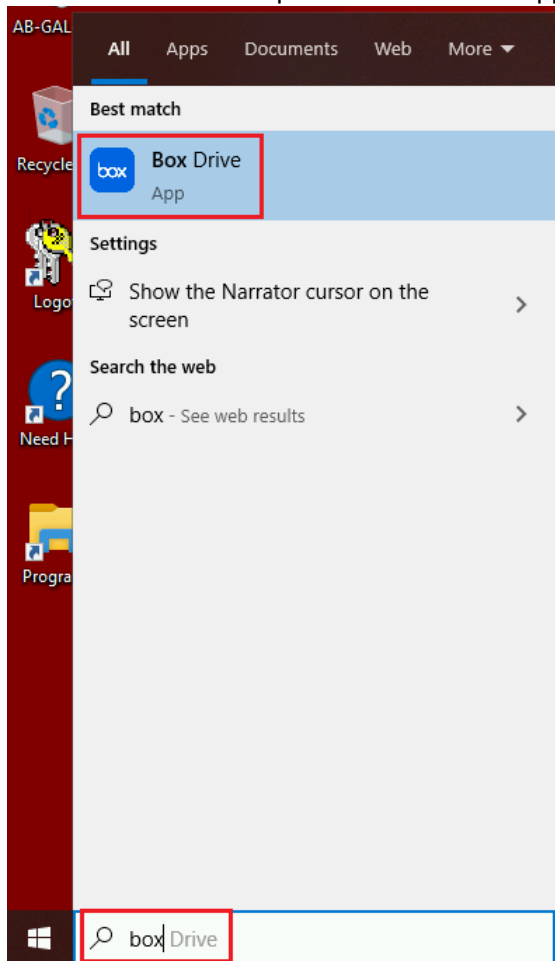 AB-GAL
All Apps Documents Web More
Best match
Recycle
box
Box Drive
App
Settings
Logo
Show the Narrator cursor on the
screen
Search the web
Need H
box - See web results
Progra
box Drive